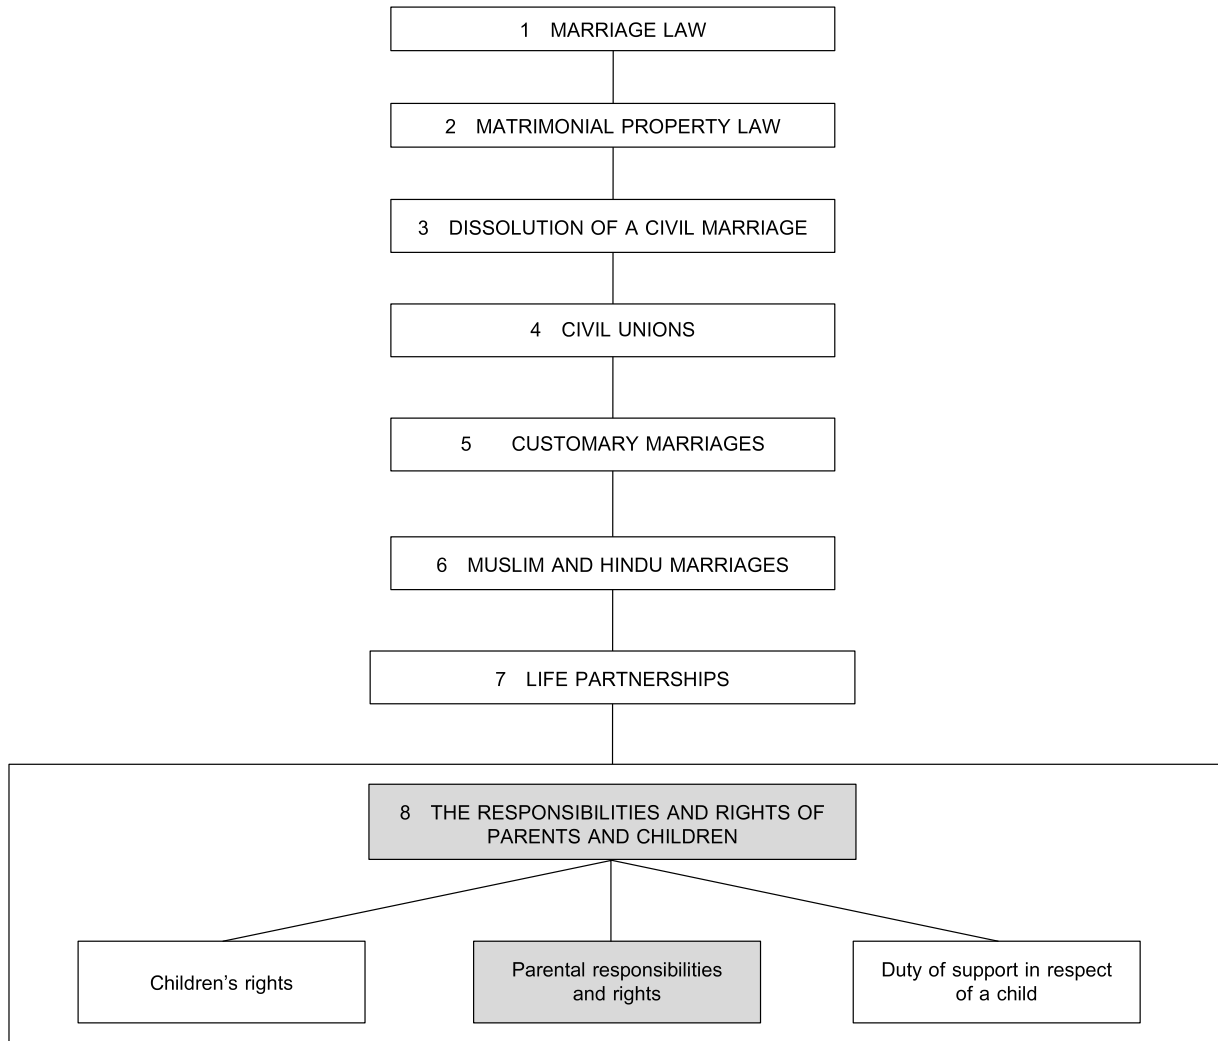 1 MARRIAGE LAW
2 MATRIMONIAL PROPERTY LAW
3 DISSOLUTION OF A CIVIL MARRIAGE
4 CIVIL UNIONS
5 CUSTOMARY MARRIAGES
6 MUSLIM AND HINDU MARRIAGES
7 LIFE PARTNERSHIPS
8 THE RESPONSIBILITIES AND RIGHTS OF
PARENTS AND CHILDREN
Children’s rights
Parental responsibilities
and rights
Duty of support in respect
of a child